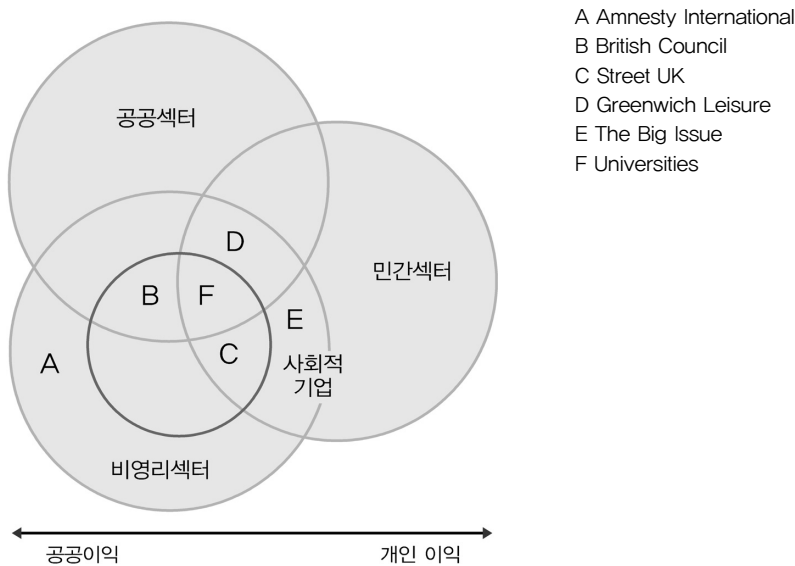 A Amnesty International
B British Council
C Street UK
D Greenwich Leisure
E The Big Issue
F Universities
공공섹터
민간섹터
D
B
F
E
C
A
사회적
기업
비영리섹터
공공이익
개인 이익